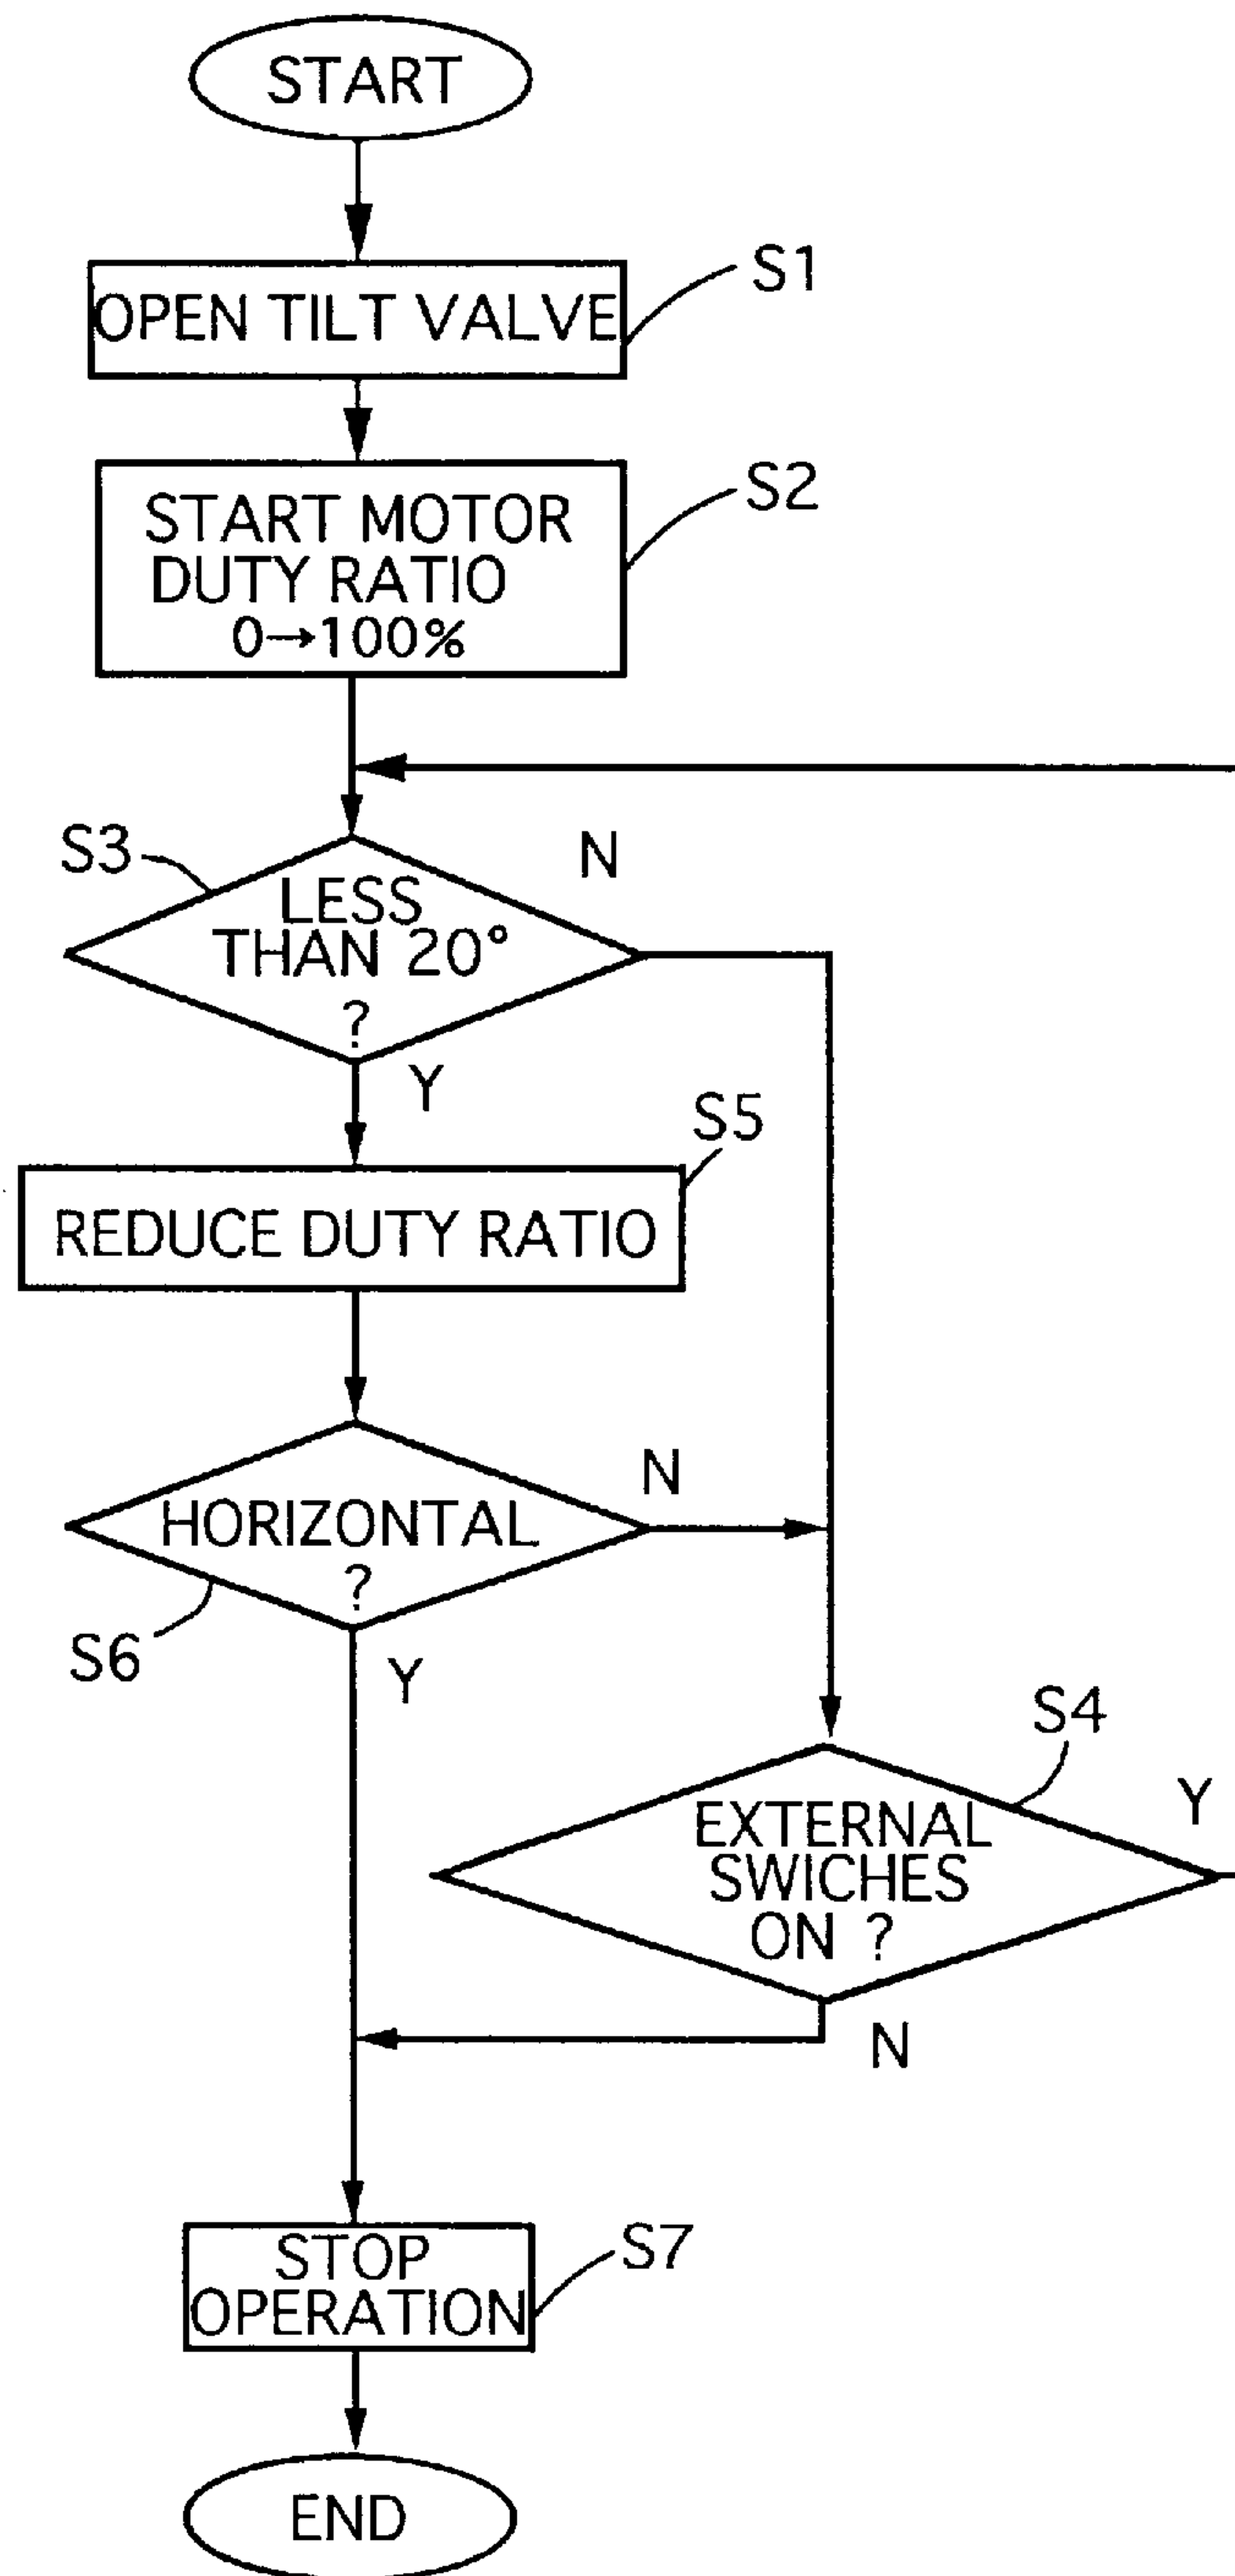 START
OPEN TILT VALVE
S1
START MOTOR
DUTY RATIO
0→100%
S2
S3
N
LESS
THAN 20°
?
Y
S5
REDUCE DUTY RATIO
N
HORIZONTAL
?
S6
Y
S4
Y
EXTERNAL
SWICHES
ON ?
N
STOP
OPERATION
S7
END